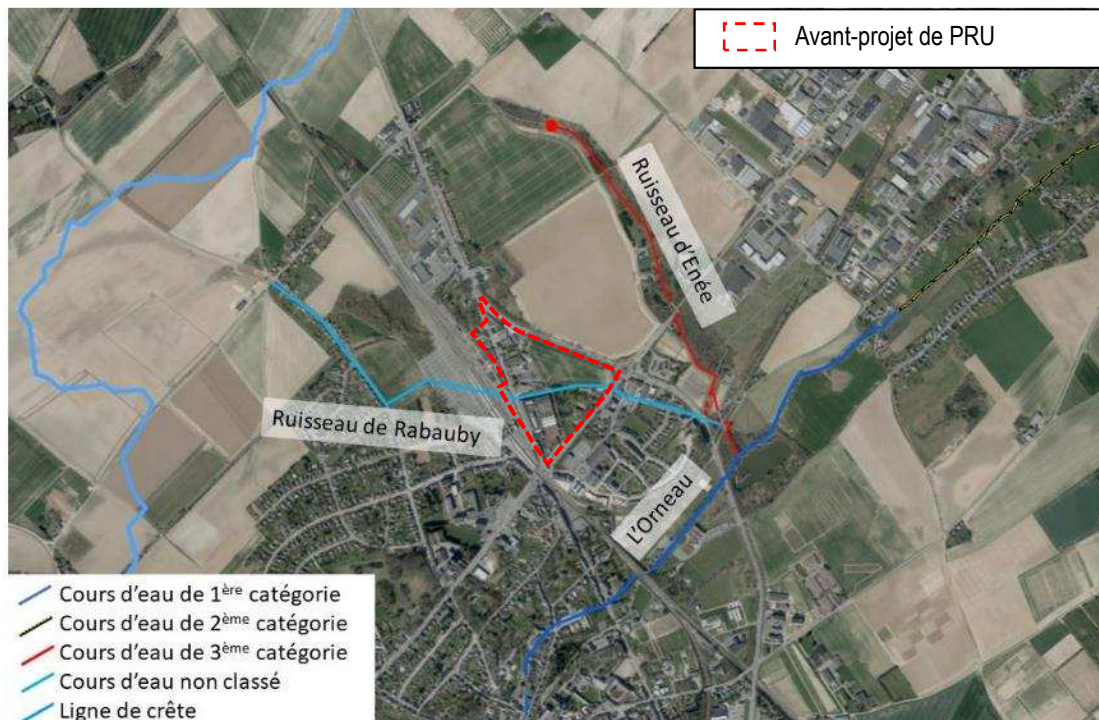 Avant-projet de PRU
Ruisseau d'Enée
Ruisseau de Rabauby
L'Orneau
Cours d'eau de 1ère catégorie
Cours d'eau de 2ème catégorie
Cours d'eau de 3ème catégorie
Cours d'eau non classé
Ligne de crête